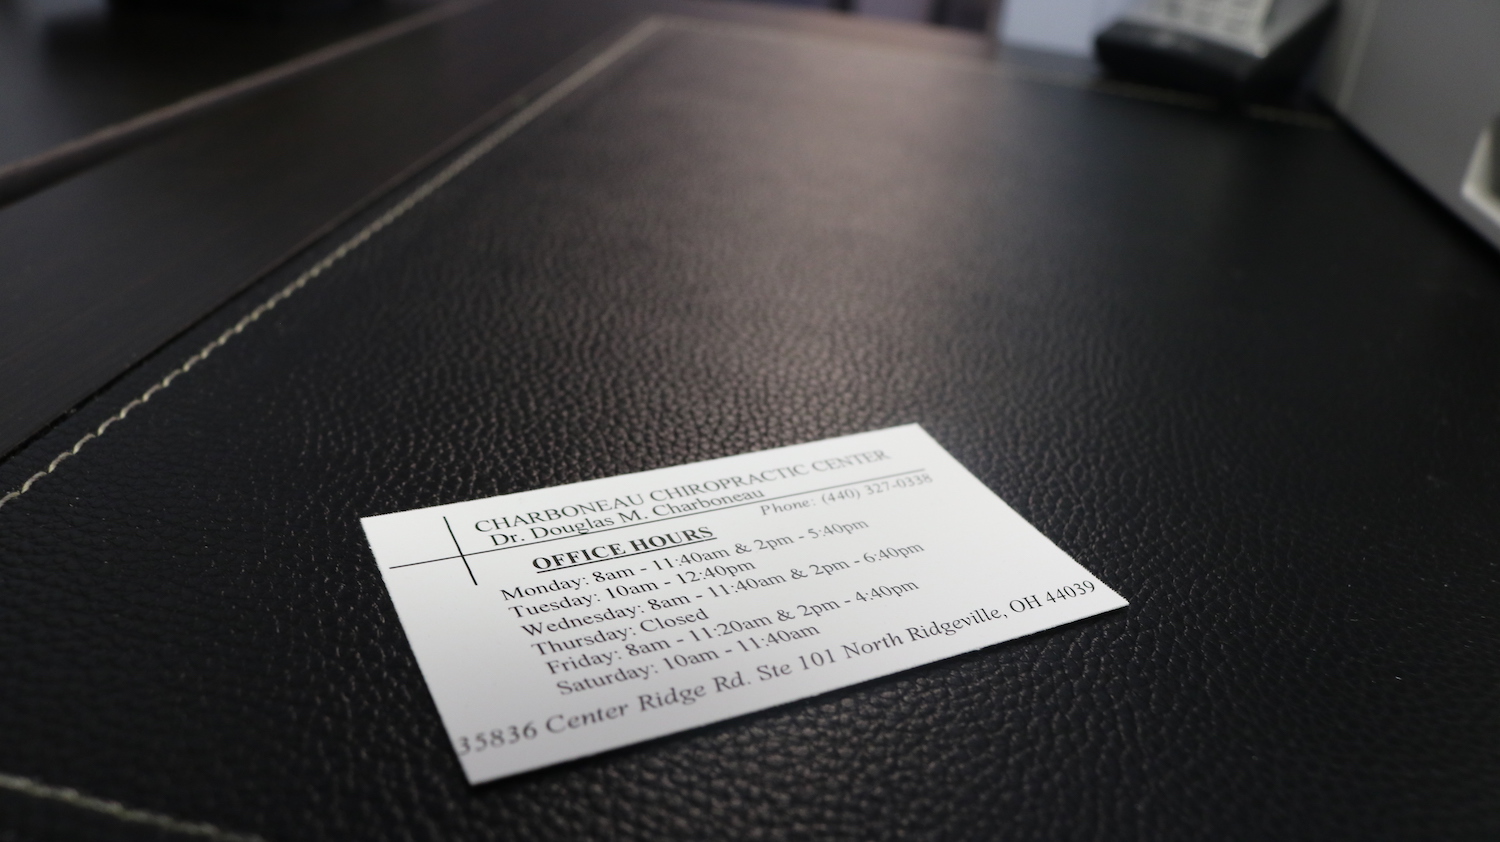 CHARBONEAU CHIROPRACTIC CENTER
Dr. Douglas M. Charboneau
Phone: (440) 327-0338
OFFICE HOURS
Monday: 8am - 11:40am & 2pm - 5:40pm
Tuesday: 10am - 12:40pm
Wednesday: 8am - 11:40am & 2pm - 6:40pm
Thursday: Closed
Friday: 8am - 11:20am & 2pm - 4:40pm
Saturday: 10am - 11:40am
35836 Center Ridge Rd. Ste 101 North Ridgeville, OH 44039